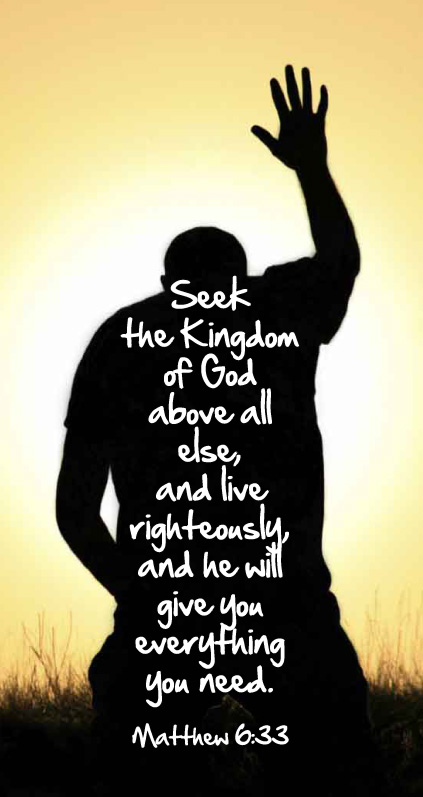 Seek
the Kingdom
of God
above all
else,
and live
righteously,
and he will
give you
everything
you need.
Matthew 6:33